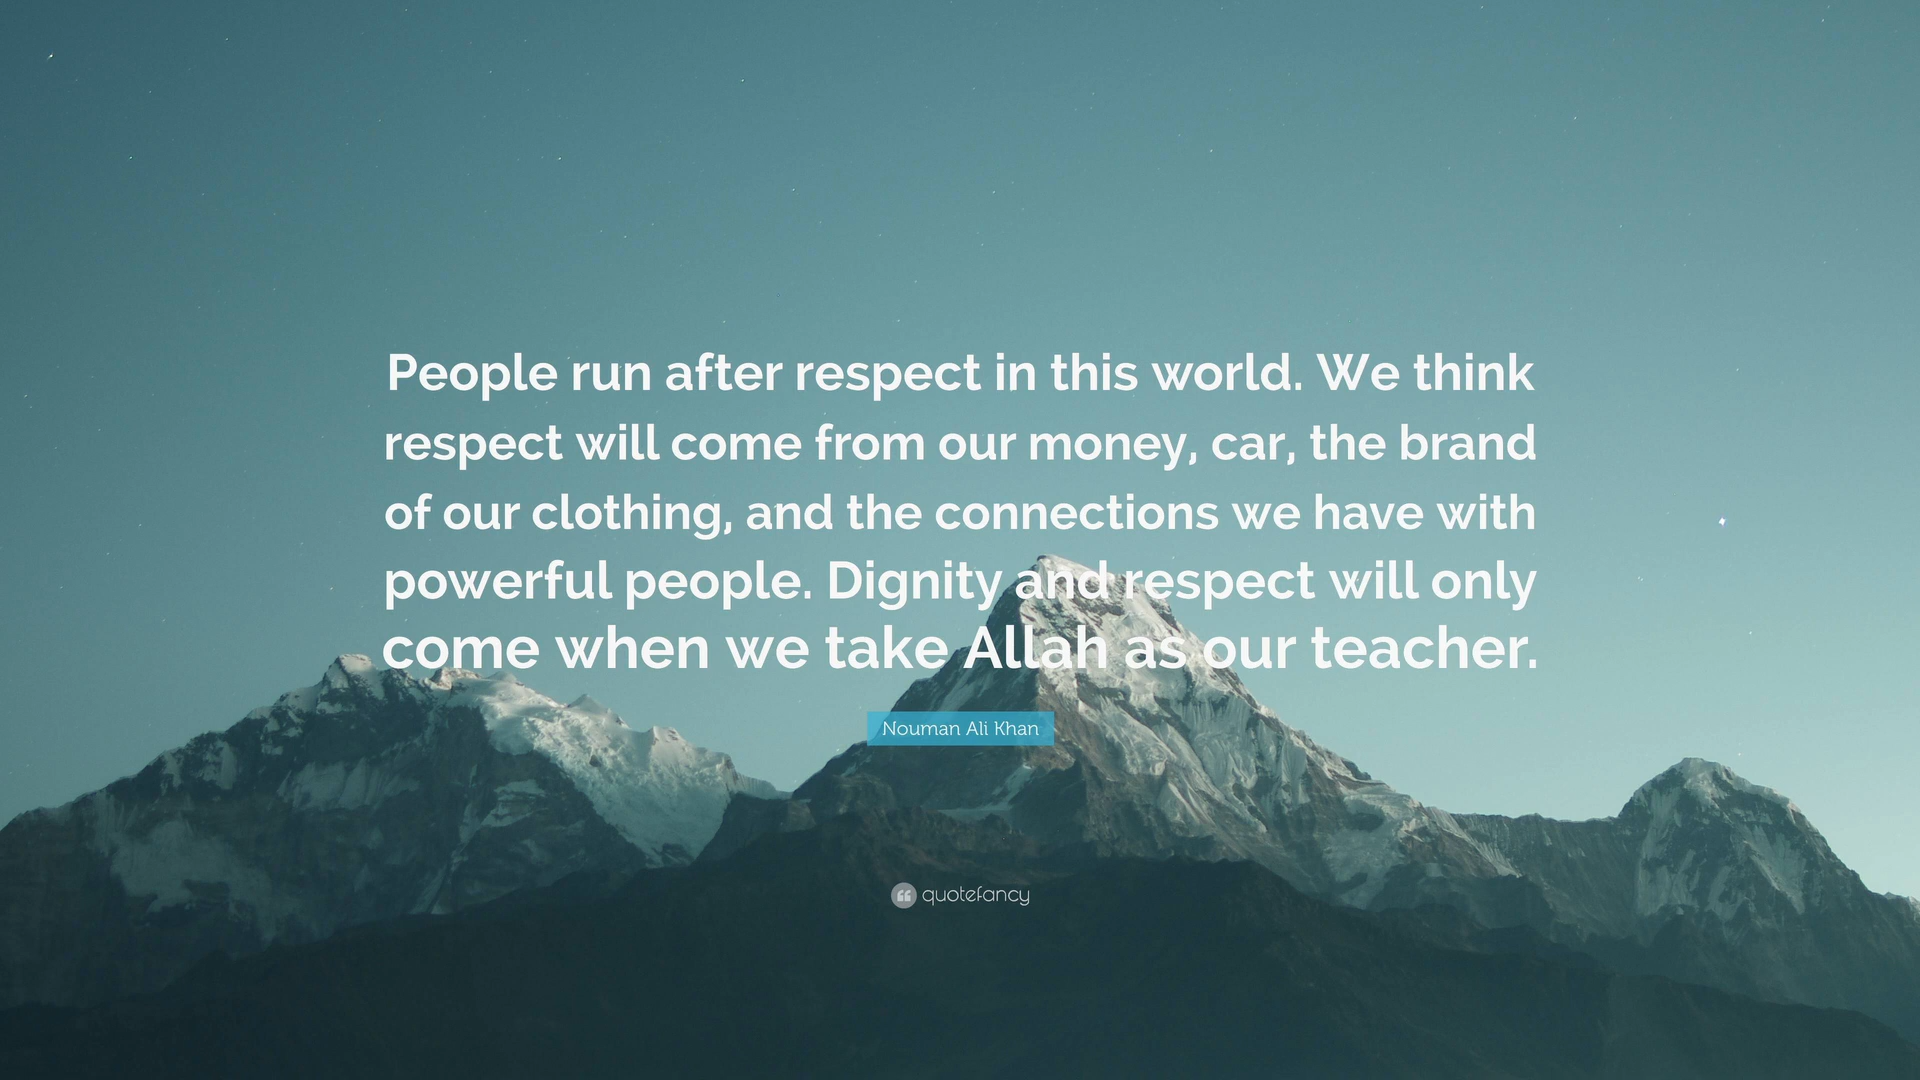 People run after respect in this world. We think
respect will come from our money, car, the brand
of our clothing, and the connections we have with
powerful people. Dignity and respect will only
come when we take Allah as our teacher.
Nouman Ali Khan
quotefancy